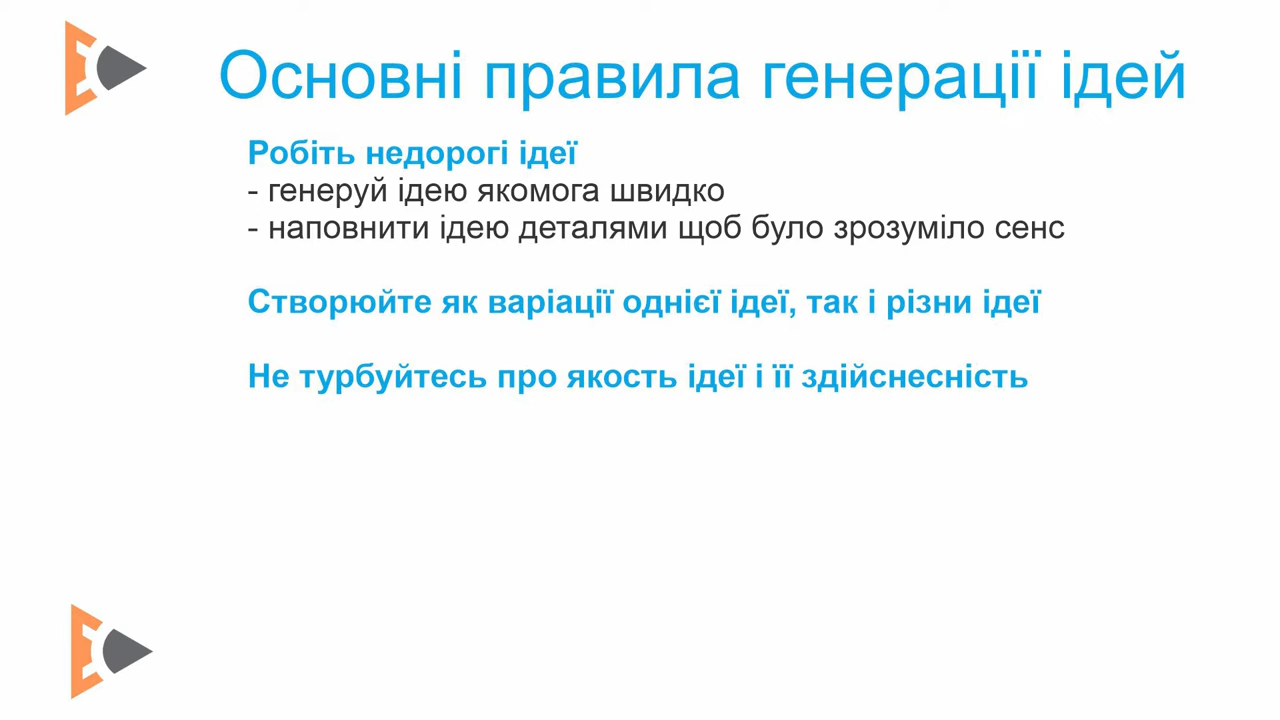 Основні правила генерації ідей
Робіть недорогі ідеї
- генеруй ідею якомога швидко
- наповнити ідею деталями щоб було зрозуміло сенс
Створюйте як варіації однієї ідеї, так і різни ідеї
Не турбуйтесь про якость ідеї і її здійснесність